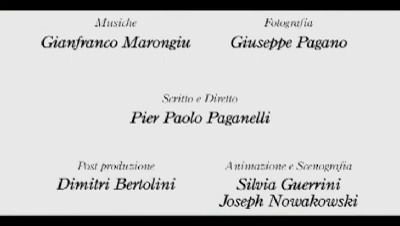 Musiche
Gianfranco Marongiu
Fotografia
Giuseppe Pagano
Scritto e Diretto
Pier Paolo Paganelli
Post produzione
Dimitri Bertolini
Animazione e Scenografia
Silvia Guerrini
Joseph Nowakowski